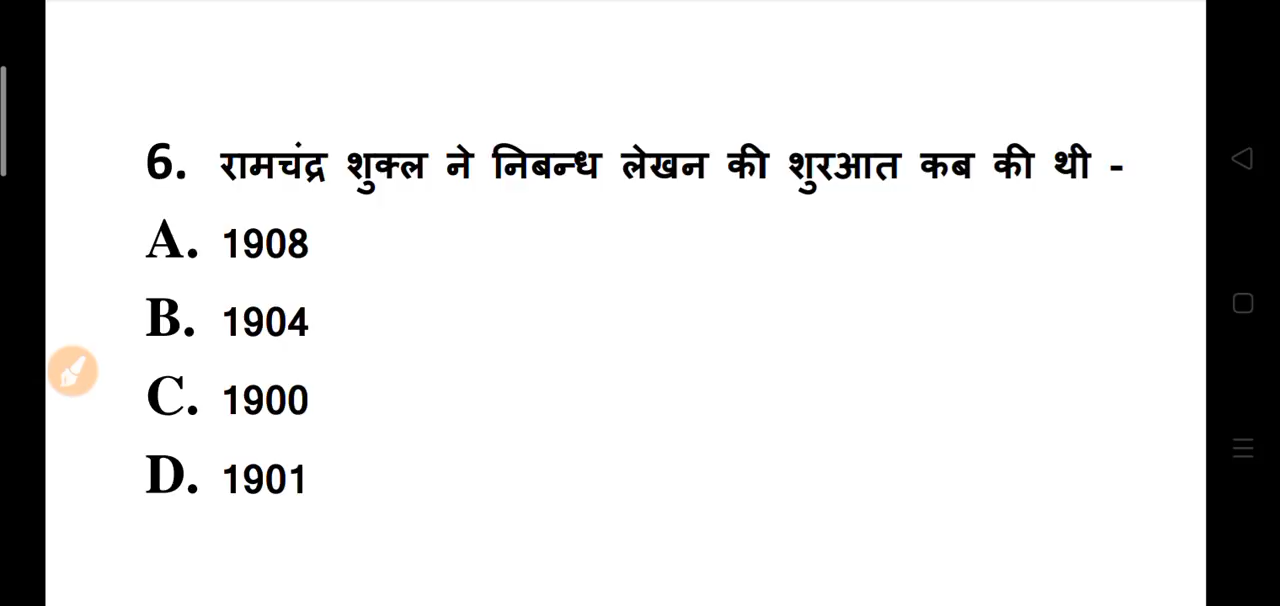 6. रामचंद्र शुक्ल ने निबन्ध लेखन की शुरआत कब की थी -
A. 1908
B. 1904
C. 1900
D. 1901